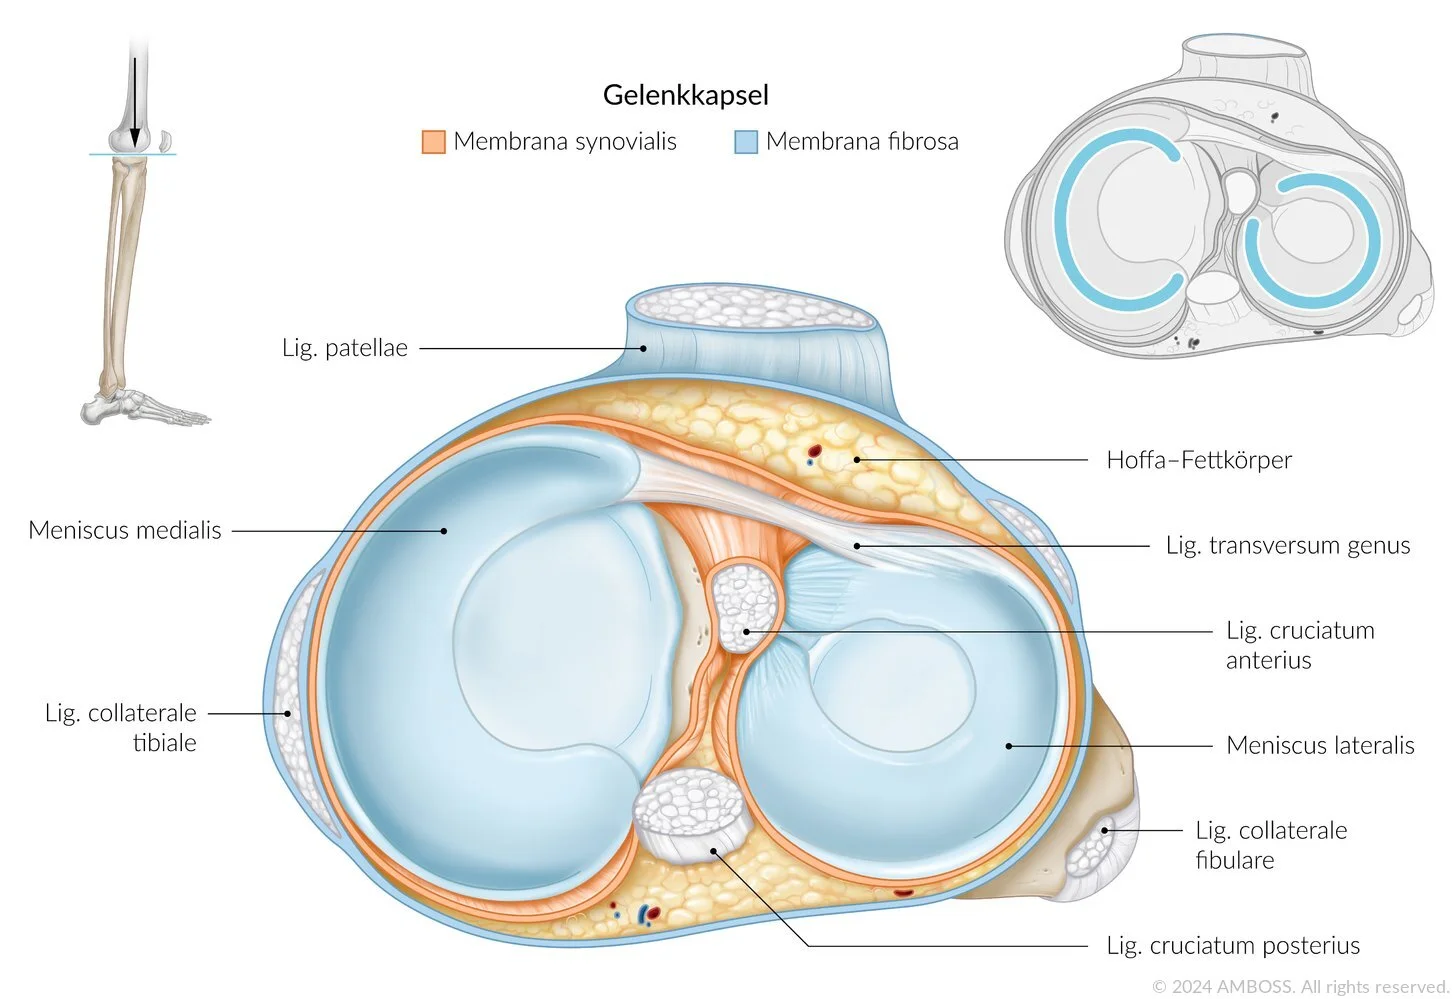 Gelenkkapsel
Membrana synovialis
Membrana fibrosa
Lig. patellae
Hoffa-Fettkörper
Meniscus medialis
Lig. transversum genus
Lig. cruciatum
anterius
Lig. collaterale
tibiale
Meniscus lateralis
Lig. collaterale
fibulare
Lig. cruciatum posterius
© 2024 AMBOSS. All rights reserved.